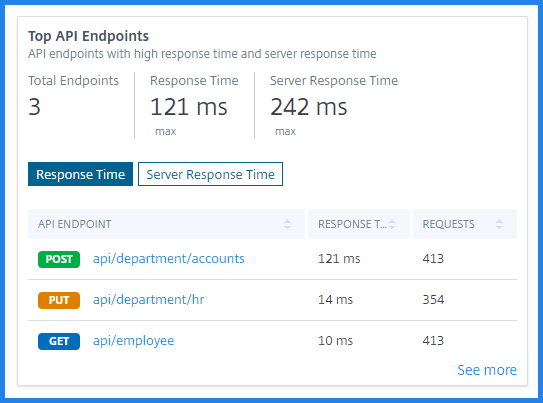 Top API Endpoints
API endpoints with high response time and server response time
Total Endpoints Response Time Server Response Time
3 121 ms 242 ms
max max
Response Time Server Response Time
API ENDPOINT RESPONSE T... REQUESTS
POST api/department/accounts 121 ms 413
PUT api/department/hr 14 ms 354
GET api/employee 10 ms 413
See more